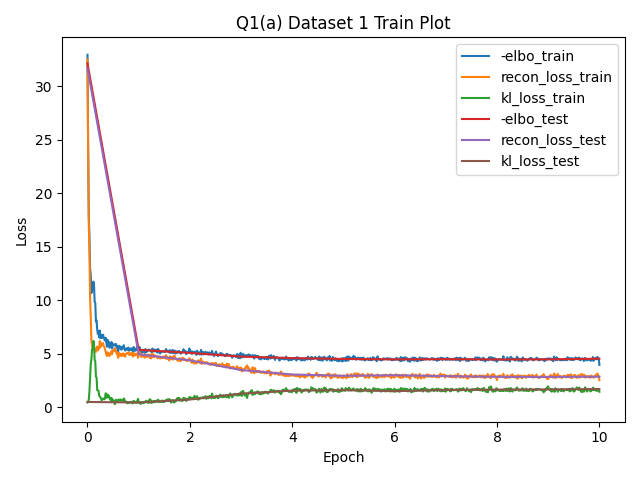 Q1(a) Dataset 1 Train Plot
-elbo_train
recon_loss_train
kl_loss_train
-elbo_test
recon_loss_test
kl_loss_test
Loss
30
25
20
15
10
5
0
0 2 4 6 8 10
Epoch